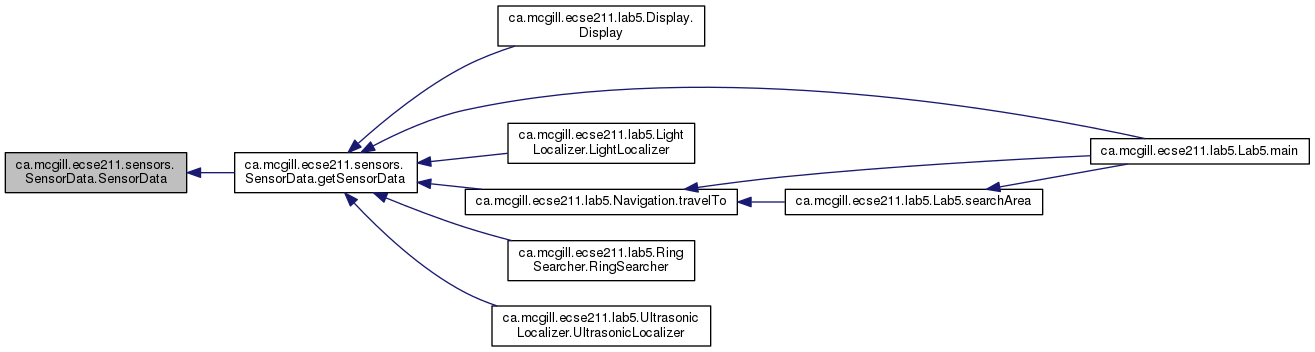 ca.mcgill.ecse211.lab5.Display.
Display
ca.mcgill.ecse211.lab5.Light
Localizer.LightLocalizer
ca.mcgill.ecse211.lab5.Lab5.main
ca.mcgill.ecse211.sensors.
SensorData.SensorData
ca.mcgill.ecse211.sensors.
SensorData.getSensorData
ca.mcgill.ecse211.lab5.Navigation.travelTo
ca.mcgill.ecse211.lab5.Lab5.searchArea
ca.mcgill.ecse211.lab5.Ring
Searcher.RingSearcher
ca.mcgill.ecse211.lab5.Ultrasonic
Localizer.UltrasonicLocalizer